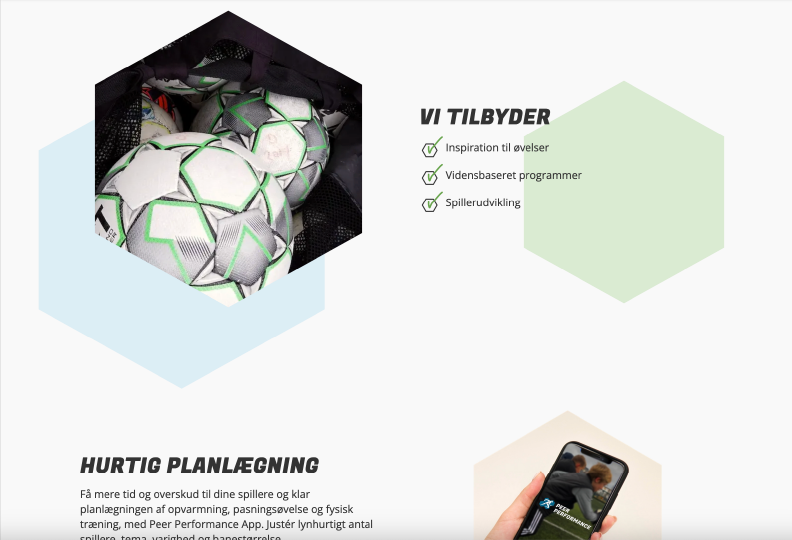 VI TILBYDER
Inspiration til øvelser
Vidensbaseret programmer
Spillerudvikling
HURTIG PLANLÆGNING
Få mere tid og overskud til dine spillere og klar
planlægningen af opvarmning, pasningsøvelse og fysisk
træning, med Peer Performance App. Justér lynhurtigt antal
spillere, tema, varighed og banestørrelse
PEER
PERFORMANCE